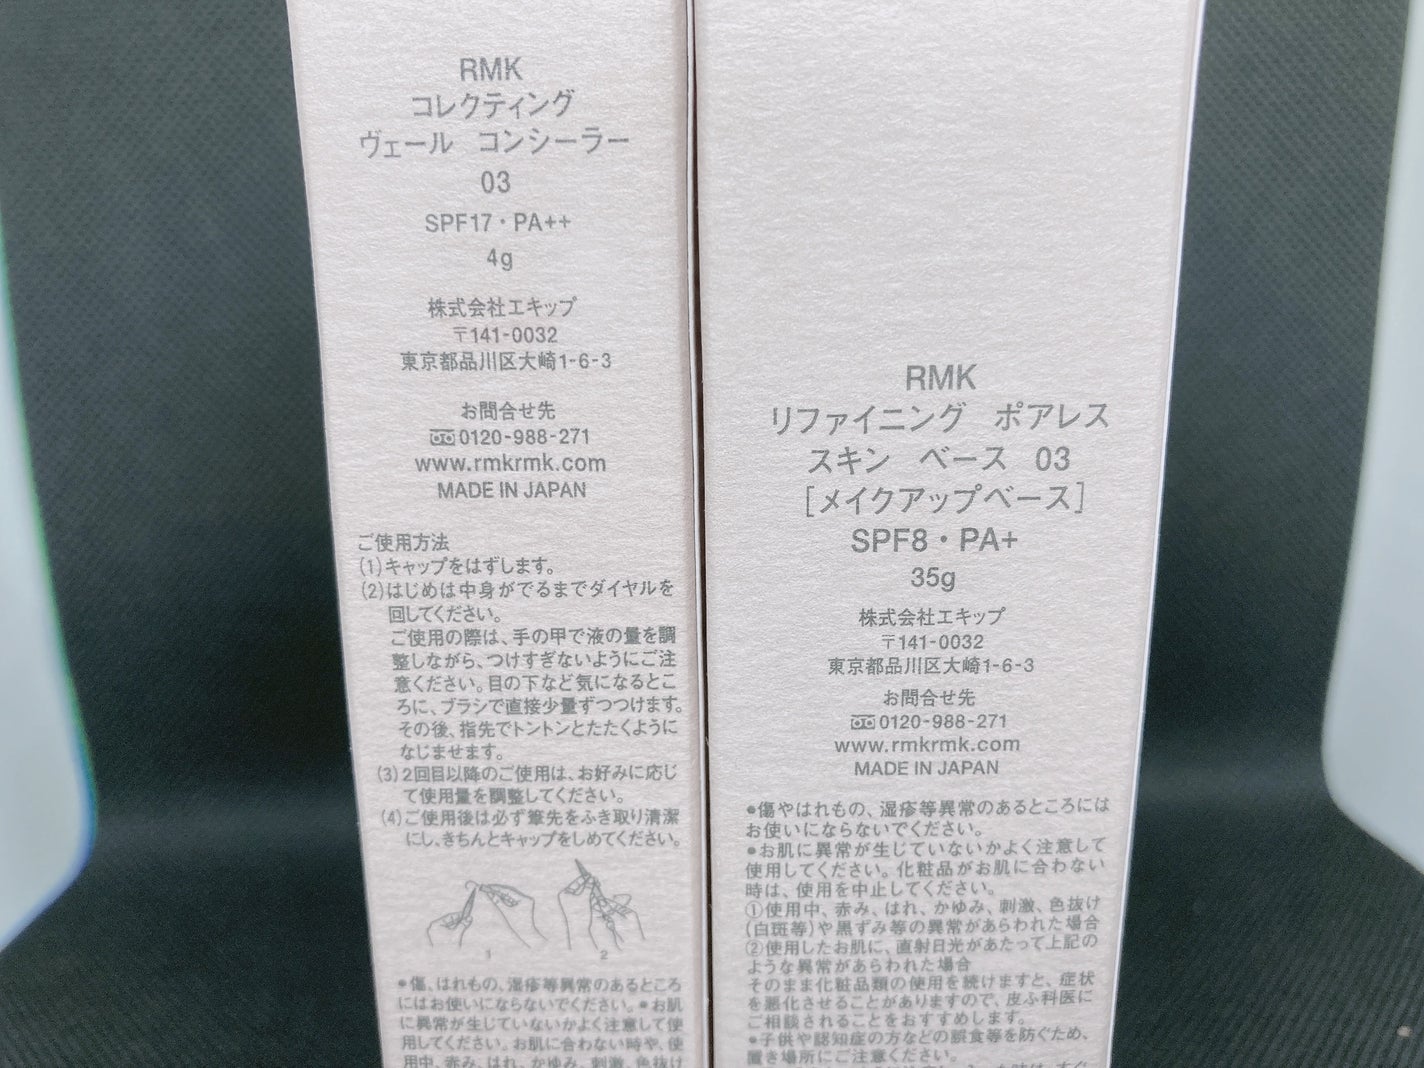 RMK
コレクティング
ヴェール コンシーラー
03
SPF17・PA++
4g
株式会社エキップ
〒141-0032
東京都品川区大崎1-6-3
お問合せ先
0120-988-271
www.rmkrmk.com
MADE IN JAPAN
ご使用方法
(1)キャップをはずします。
(2)はじめは中身がでるまでダイヤルを
回してください。
ご使用の際は、手の甲で液の量を調
整しながら、つけすぎないようにご注
意ください。目の下など気になるとこ
ろに、ブラシで直接少量ずつつけます。
その後、指先でトントンとたたくように
なじませます。
(3)2回目以降のご使用は、お好みに応じ
て使用量を調整してください。
(4)ご使用後は必ず筆先をふき取り清潔
にし、きちんとキャップをしめてください。
1 2
●傷、はれもの、湿疹等異常のあるところ
にはお使いにならないでください。●お肌
に異常が生じていないかよく注意して使
用してください。お肌に合わない時や、使
用中、赤み、はれ、かゆみ、刺激、色抜け
RMK
リファイニング ポアレス
スキン ベース 03
［メイクアップベース］
SPF8・PA+
35g
株式会社エキップ
〒141-0032
東京都品川区大崎1-6-3
お問合せ先
0120-988-271
www.rmkrmk.com
MADE IN JAPAN
●傷やはれもの、湿疹等異常のあるところには
お使いにならないでください。
●お肌に異常が生じていないかよく注意して
使用してください。化粧品がお肌に合わない
時は、使用を中止してください。
①使用中、赤み、はれ、かゆみ、刺激、色抜け
(白斑等)や黒ずみ等の異常があらわれた場合
②使用したお肌に、直射日光があたって上記の
ような異常があらわれた場合
そのまま化粧品類の使用を続けますと、症状
を悪化させることがありますので、皮ふ科医に
ご相談されることをおすすめします。
●子供や認知症の方などの誤食等を防ぐため、
置き場所にご注意ください。